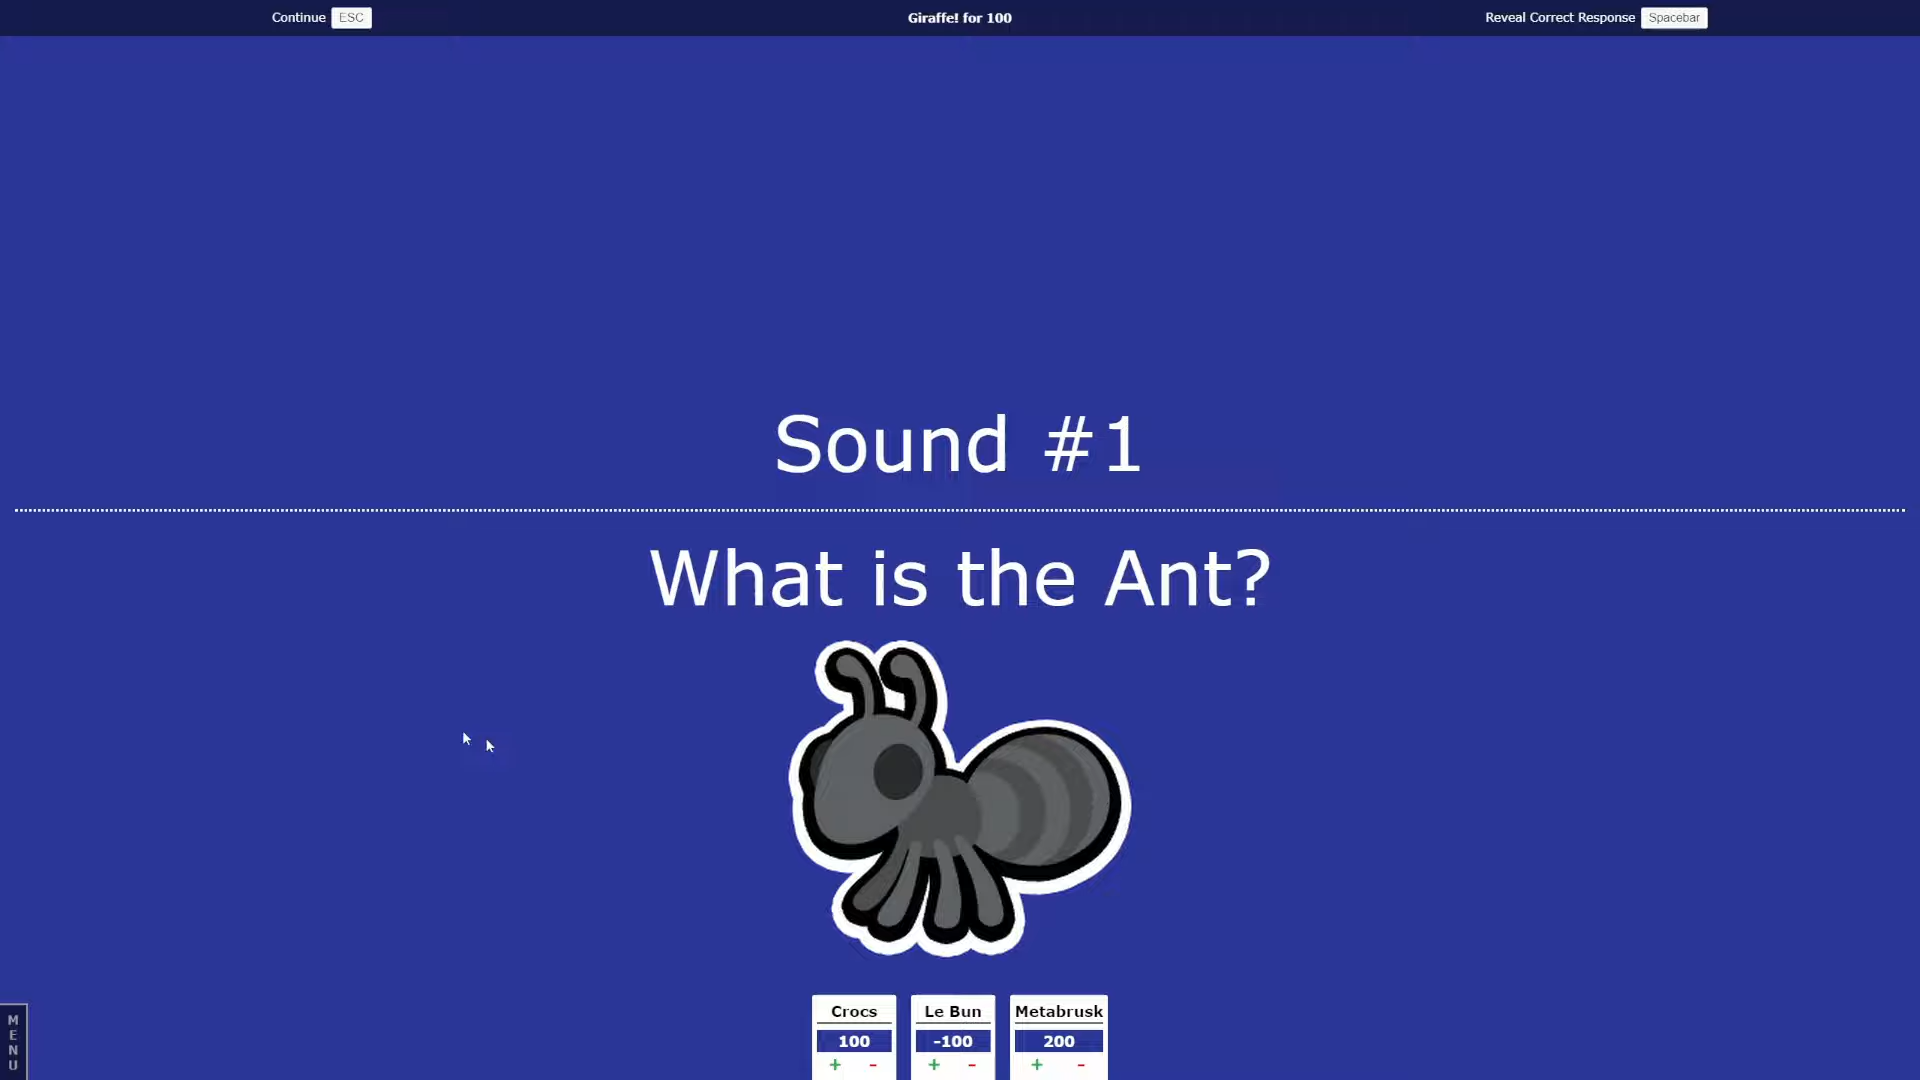 Continue ESC
Giraffe! for 100
Reveal Correct Response Spacebar
Sound #1
What is the Ant?
Crocs Le Bun Metabrusk
100 -100 200
+ - + - + -
MENU